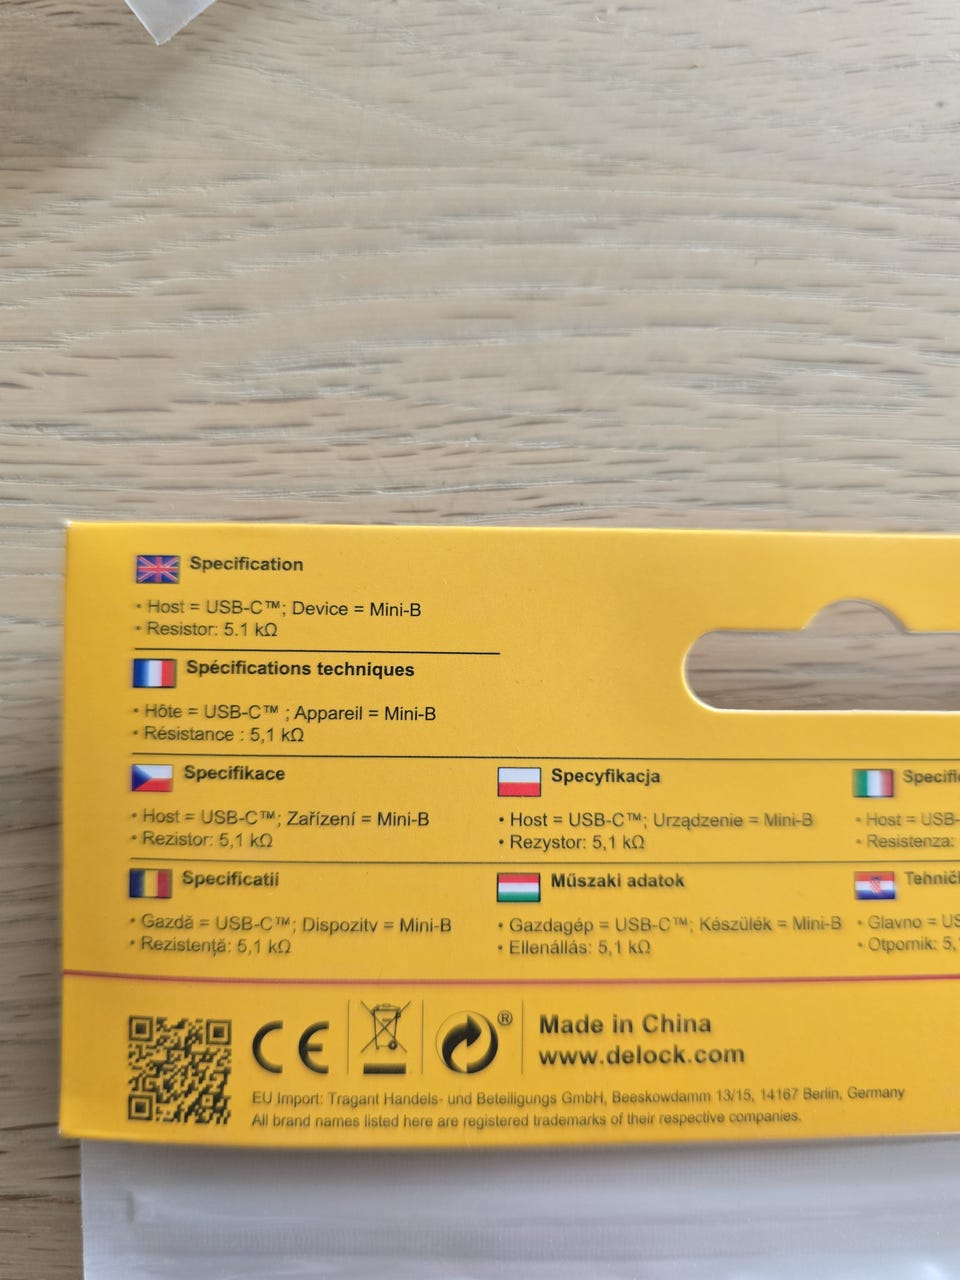 Specification
• Host = USB-C™; Device = Mini-B
• Resistor: 5.1 kΩ
Spécifications techniques
• Hôte = USB-C™ ; Appareil = Mini-B
• Résistance : 5,1 kΩ
Specifikace
• Host = USB-C™; Zařízení = Mini-B
• Rezistor: 5,1 kΩ
Specyfikacja
• Host = USB-C™; Urządzenie = Mini-B
• Rezystor: 5,1 kΩ
• Host = USB-
• Resistenza:
Specificatii
• Gazdă = USB-C™; Dispozitv = Mini-B
• Rezistență: 5,1 kΩ
Műszaki adatok
• Gazdagép = USB-C™; Készülék = Mini-B
• Ellenállás: 5,1 kΩ
• Glavno = US
• Otpornik: 5,
CE
®
Made in China
www.delock.com
EU Import: Tragant Handels- und Beteiligungs GmbH, Beeskowdamm 13/15, 14167 Berlin, Germany
All brand names listed here are registered trademarks of their respective companies.